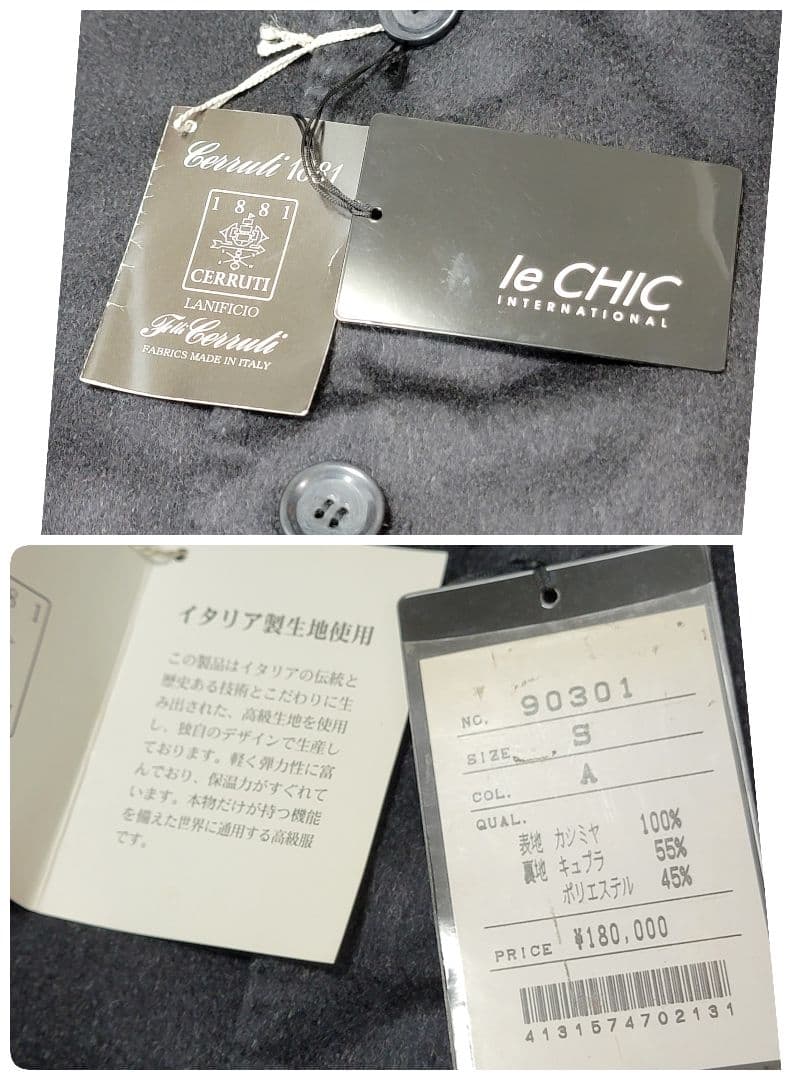 Cerruti 1881
1881
CERRUTI
LANIFICIO
F.lli Cerruti
FABRICS MADE IN ITALY
le CHIC
INTERNATIONAL
8 1
イタリア製生地使用
この製品はイタリアの伝統と
歴史ある技術とこだわりに生
み出された、高級生地を使用
し、独自のデザインで生産し
ております。軽く弾力性に富
んでおり、保温力がすぐれて
います。本物だけが持つ機能
を備えた世界に通用する高級服
です。
NO. 90301
SIZE S
COL. A
QUAL.
表地 カシミヤ 100%
裏地 キュプラ 55%
ポリエステル 45%
PRICE ¥180,000
4131574702131